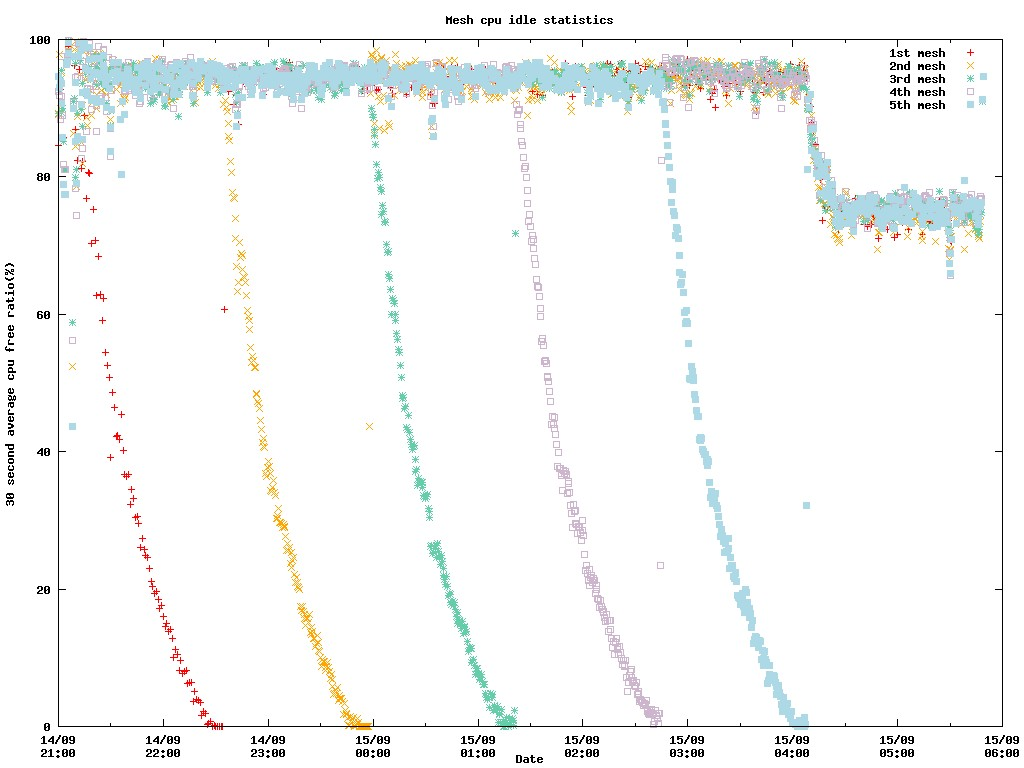 Mesh cpu idle statistics
100
80
60
40
20
0
30 second average cpu free ratio(%)
1st mesh
2nd mesh
3rd mesh
4th mesh
5th mesh
14/09 14/09 14/09 15/09 15/09 15/09 15/09 15/09 15/09 15/09
21:00 22:00 23:00 00:00 01:00 02:00 03:00 04:00 05:00 06:00
Date